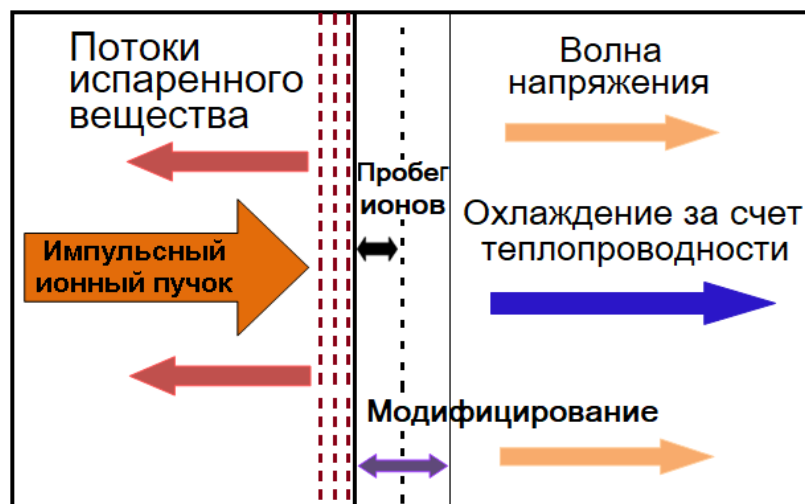 Потоки
испаренного
вещества
Волна
напряжения
Пробег
ионов
Импульсный
ионный пучок
Охлаждение за счет
теплопроводности
Модифицирование